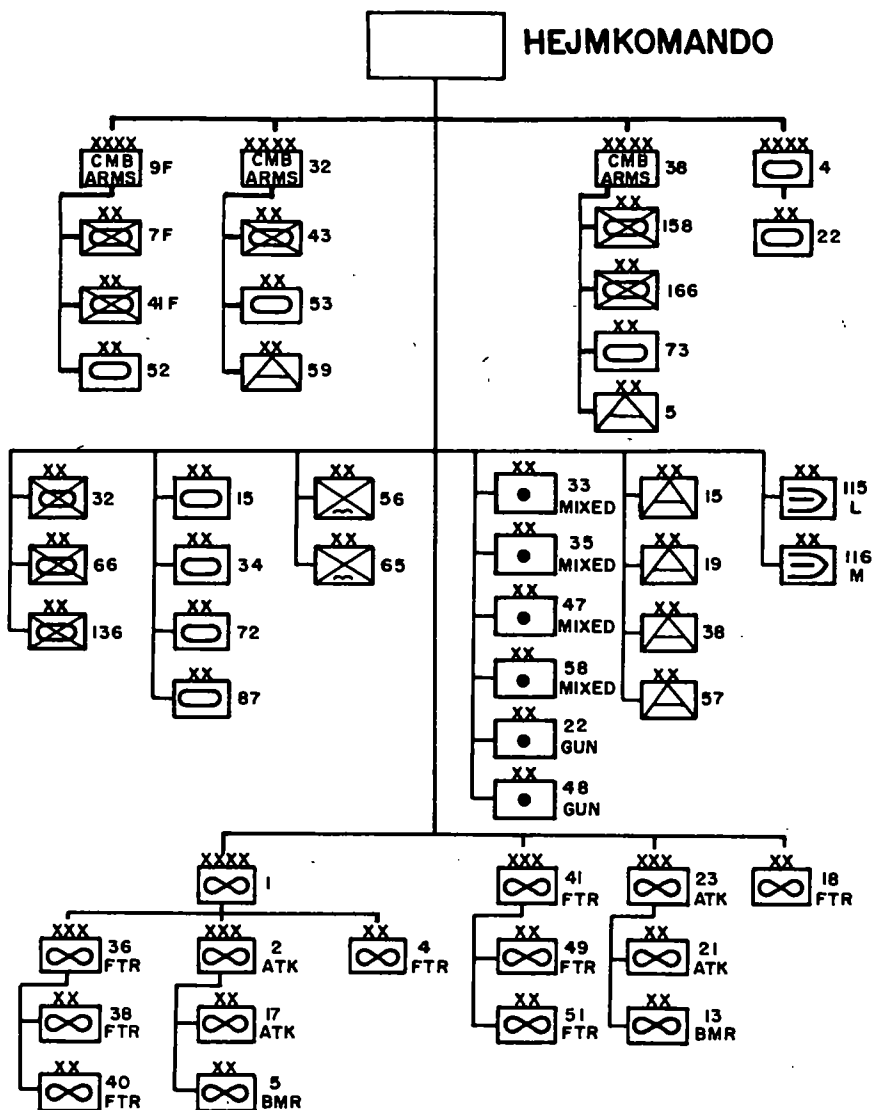 HEJMKOMANDO
XXXX XXXX XXXX XXXX
CMB ARMS 9F
CMB ARMS 32
CMB ARMS 38
4
XX 7F
XX 43
XX 158
XX 22
XX 41F
XX 53
XX 166
XX 52
XX 59
XX 73
XX 5
XX 32
XX 15
XX 56
XX 33 MIXED
XX 15
XX 115 L
XX 66
XX 34
XX 65
XX 35 MIXED
XX 19
XX 116 M
XX 136
XX 72
XX 47 MIXED
XX 38
XX 87
XX 58 MIXED
XX 57
XX 22 GUN
XX 48 GUN
XXXX 1
XXX 41 FTR
XXX 23 ATK
XX 18 FTR
XXX 36 FTR
XXX 2 ATK
XX 4 FTR
XX 49 FTR
XX 21 ATK
XX 38 FTR
XX 17 ATK
XX 51 FTR
XX 13 BMR
XX 40 FTR
XX 5 BMR